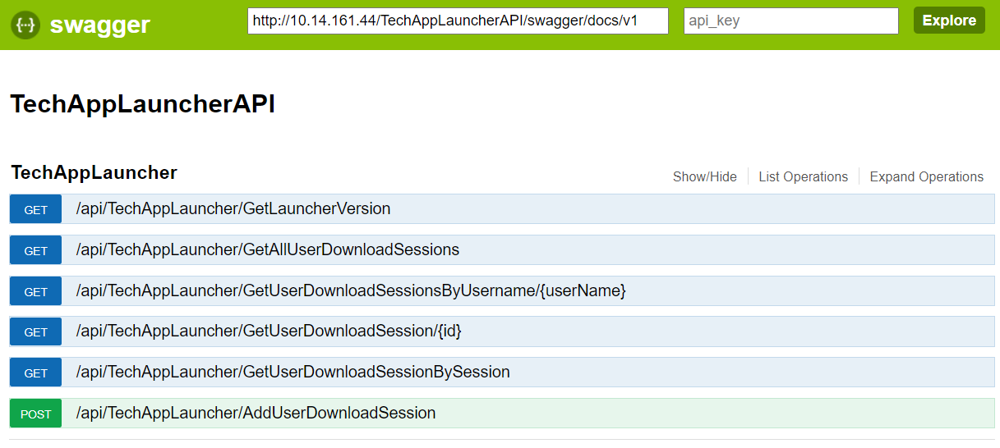 {··} swagger http://10.14.161.44/TechAppLauncherAPI/swagger/docs/v1 api_key Explore
TechAppLauncherAPI
TechAppLauncher Show/Hide List Operations Expand Operations
GET /api/TechAppLauncher/GetLauncherVersion
GET /api/TechAppLauncher/GetAllUserDownloadSessions
GET /api/TechAppLauncher/GetUserDownloadSessionsByUsername/{userName}
GET /api/TechAppLauncher/GetUserDownloadSession/{id}
GET /api/TechAppLauncher/GetUserDownloadSessionBySession
POST /api/TechAppLauncher/AddUserDownloadSession